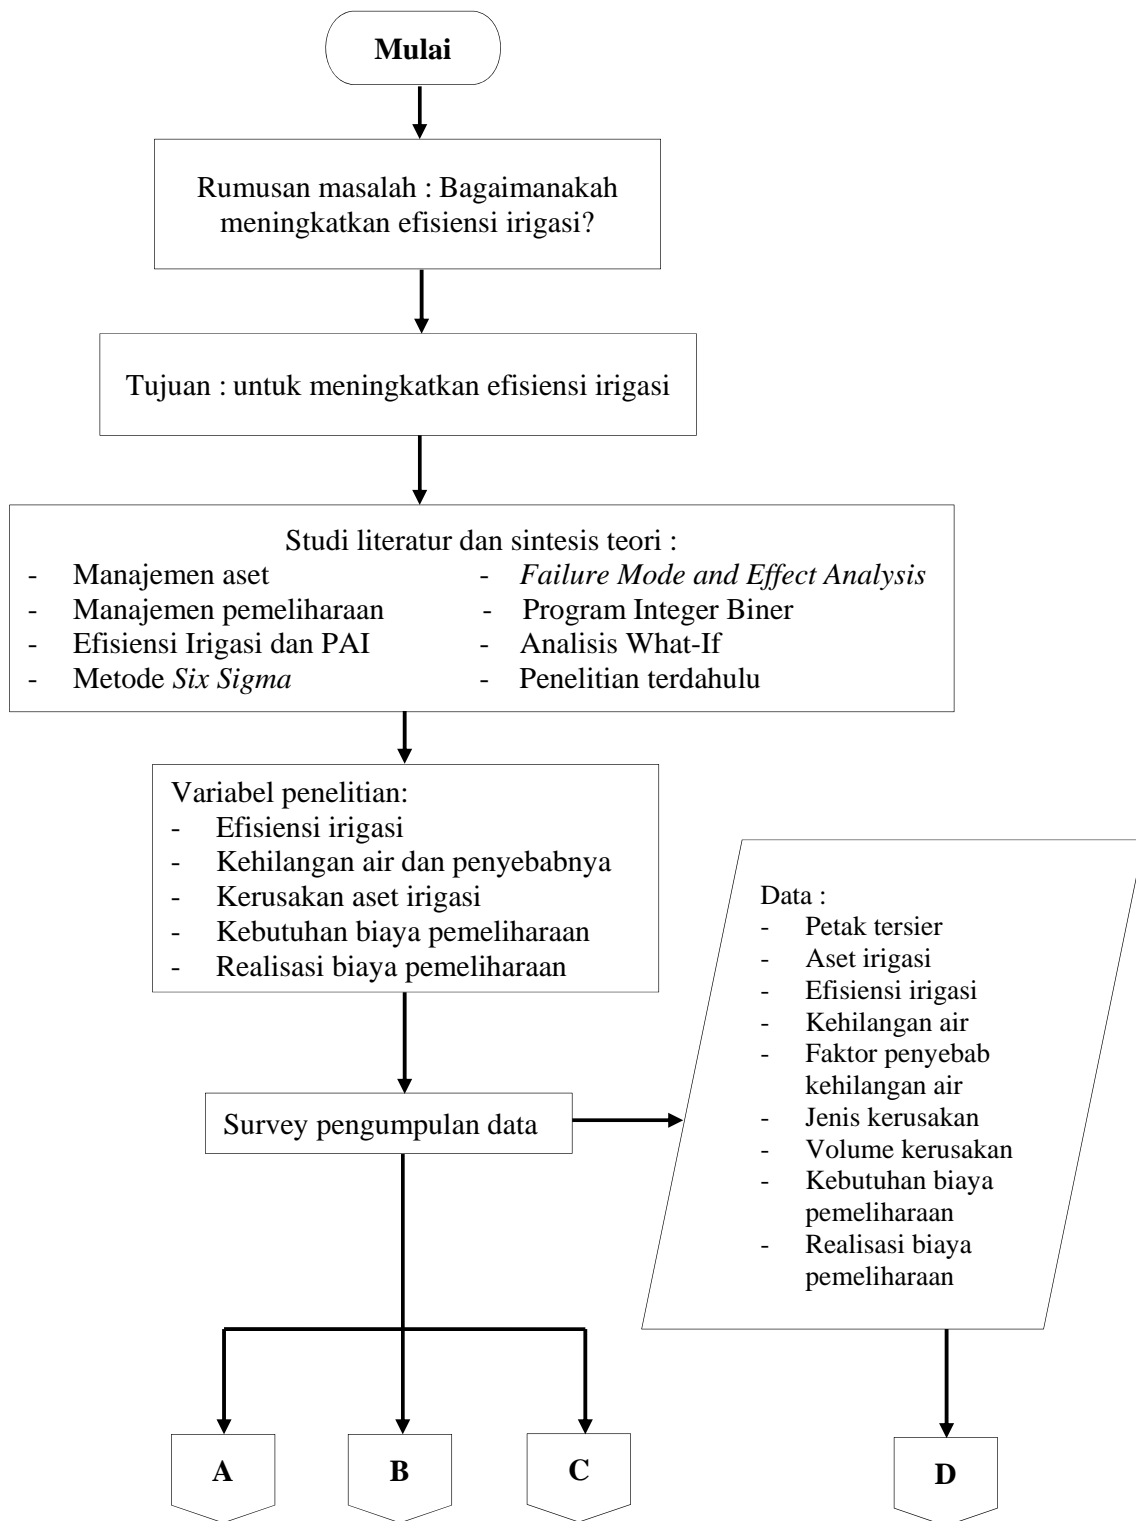 Mulai
Rumusan masalah : Bagaimanakah
meningkatkan efisiensi irigasi?
Tujuan : untuk meningkatkan efisiensi irigasi
Studi literatur dan sintesis teori :
- Manajemen aset
- Manajemen pemeliharaan
- Efisiensi Irigasi dan PAI
- Metode Six Sigma
- Failure Mode and Effect Analysis
- Program Integer Biner
- Analisis What-If
- Penelitian terdahulu
Variabel penelitian:
- Efisiensi irigasi
- Kehilangan air dan penyebabnya
- Kerusakan aset irigasi
- Kebutuhan biaya pemeliharaan
- Realisasi biaya pemeliharaan
Survey pengumpulan data
Data :
- Petak tersier
- Aset irigasi
- Efisiensi irigasi
- Kehilangan air
- Faktor penyebab
kehilangan air
- Jenis kerusakan
- Volume kerusakan
- Kebutuhan biaya
pemeliharaan
- Realisasi biaya
pemeliharaan
A
B
C
D